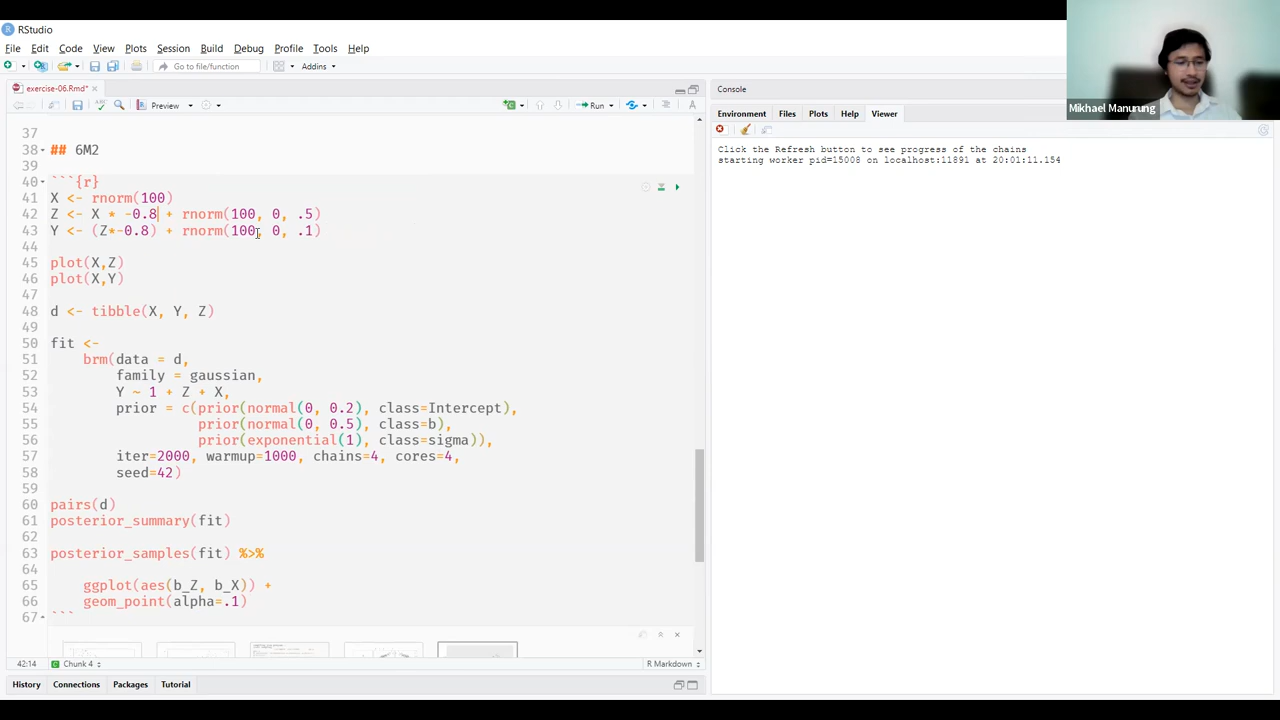 RStudio
File Edit Code View Plots Session Build Debug Profile Tools Help
Go to file/function Addins
exercise-06.Rmd*
Preview Run
37
38 ## 6M2
39
40 ```{r}
41 X <- rnorm(100)
42 Z <- X * -0.8 + rnorm(100, 0, .5)
43 Y <- (Z*-0.8) + rnorm(100, 0, .1)
44
45 plot(X,Z)
46 plot(X,Y)
47
48 d <- tibble(X, Y, Z)
49
50 fit <-
51 brm(data = d,
52 family = gaussian,
53 Y ~ 1 + Z + X,
54 prior = c(prior(normal(0, 0.2), class=Intercept),
55 prior(normal(0, 0.5), class=b),
56 prior(exponential(1), class=sigma)),
57 iter=2000, warmup=1000, chains=4, cores=4,
58 seed=42)
59
60 pairs(d)
61 posterior_summary(fit)
62
63 posterior_samples(fit) %>%
64
65 ggplot(aes(b_Z, b_X)) +
66 geom_point(alpha=.1)
67 ```
42:14 Chunk 4 R Markdown
History Connections Packages Tutorial
Console
Environment Files Plots Help Viewer
Click the Refresh button to see progress of the chains
starting worker pid=15008 on localhost:11891 at 20:01:11.154
Mikhael Manurung